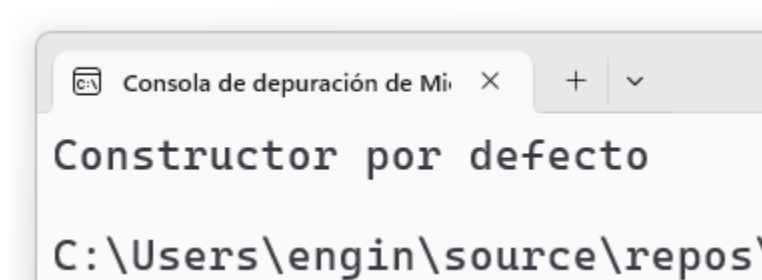 Consola de depuración de Mi
Constructor por defecto
C:\Users\engin\source\repos\